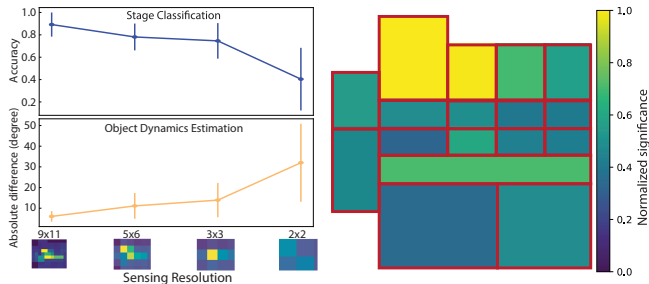 Stage Classification
Accuracy
1.0
0.8
0.6
0.4
0.2
Object Dynamics Estimation
Absolute difference (degree)
50
40
30
20
10
9x11 5x6 3x3 2x2
Sensing Resolution
1.0
0.8
0.6
0.4
0.2
0.0
Normalized significance